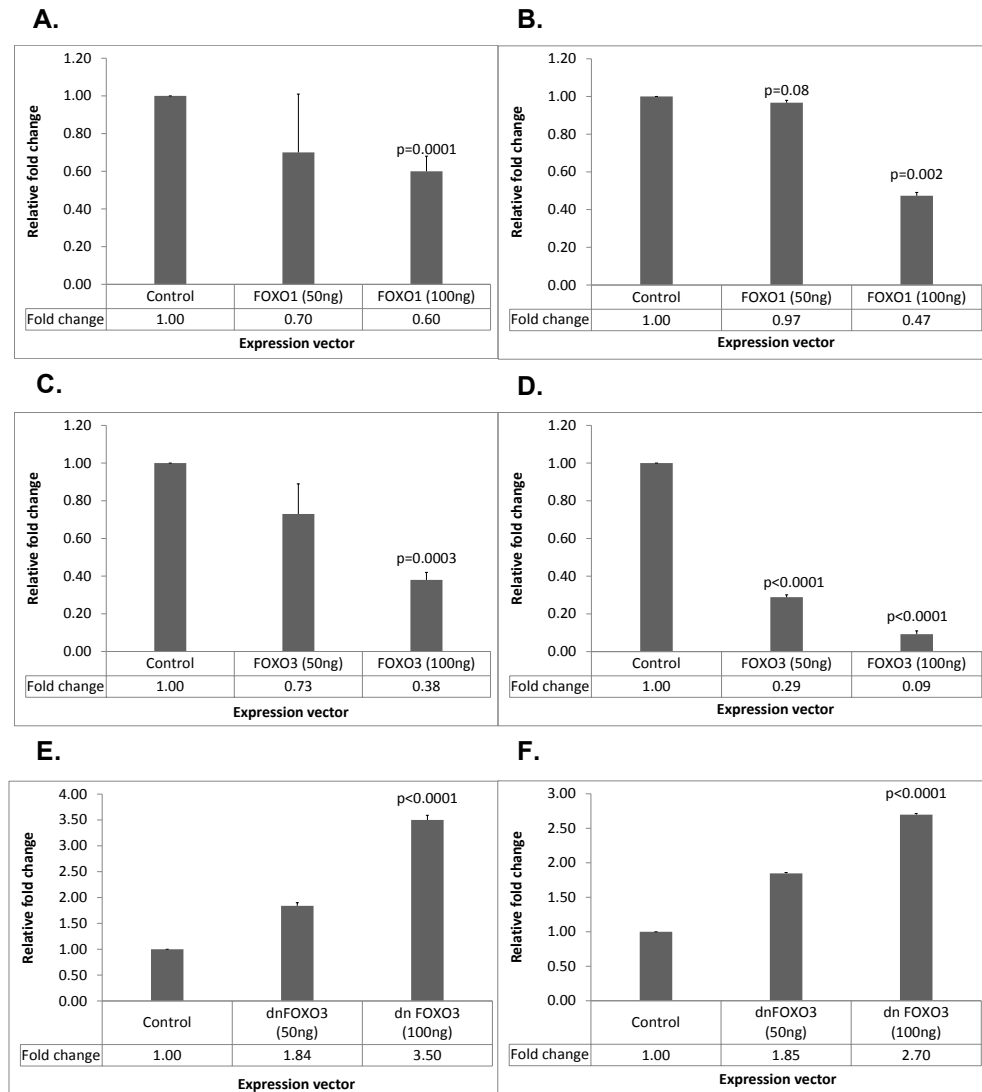 A.
1.20
1.00
0.80
0.60
0.40
0.20
0.00
Relative fold change
p=0.0001
Control FOXO1 (50ng) FOXO1 (100ng)
Fold change 1.00 0.70 0.60
Expression vector
B.
1.20
1.00
0.80
0.60
0.40
0.20
0.00
Relative fold change
p=0.08
p=0.002
Control FOXO1 (50ng) FOXO1 (100ng)
Fold change 1.00 0.97 0.47
Expression vector
C.
1.20
1.00
0.80
0.60
0.40
0.20
0.00
Relative fold change
p=0.0003
Control FOXO3 (50ng) FOXO3 (100ng)
Fold change 1.00 0.73 0.38
Expression vector
D.
1.20
1.00
0.80
0.60
0.40
0.20
0.00
Relative fold change
p<0.0001
p<0.0001
Control FOXO3 (50ng) FOXO3 (100ng)
Fold change 1.00 0.29 0.09
Expression vector
E.
4.00
3.50
3.00
2.50
2.00
1.50
1.00
0.50
0.00
Relative fold change
p<0.0001
Control dnFOXO3 dn FOXO3
(50ng) (100ng)
Fold change 1.00 1.84 3.50
Expression vector
F.
3.00
2.50
2.00
1.50
1.00
0.50
0.00
Relative fold change
p<0.0001
Control dnFOXO3 dn FOXO3
(50ng) (100ng)
Fold change 1.00 1.85 2.70
Expression vector